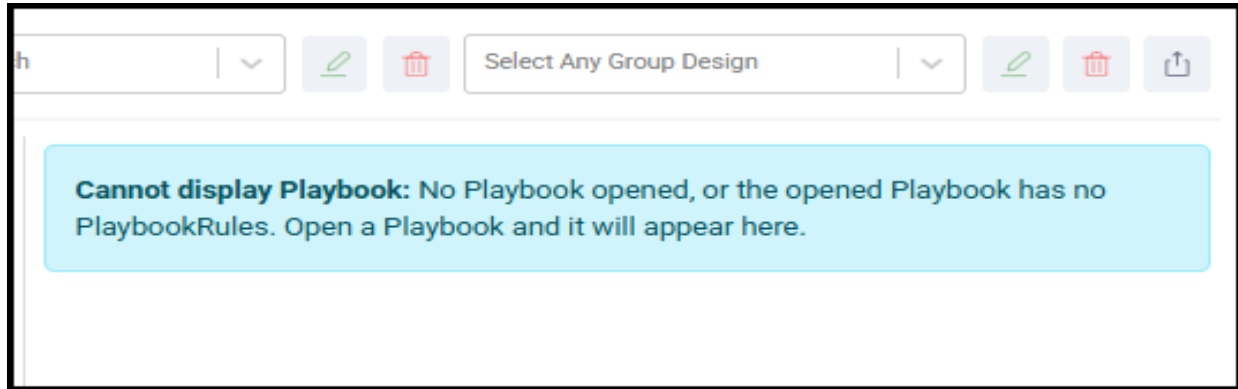 Select Any Group Design
Cannot display Playbook: No Playbook opened, or the opened Playbook has no
PlaybookRules. Open a Playbook and it will appear here.